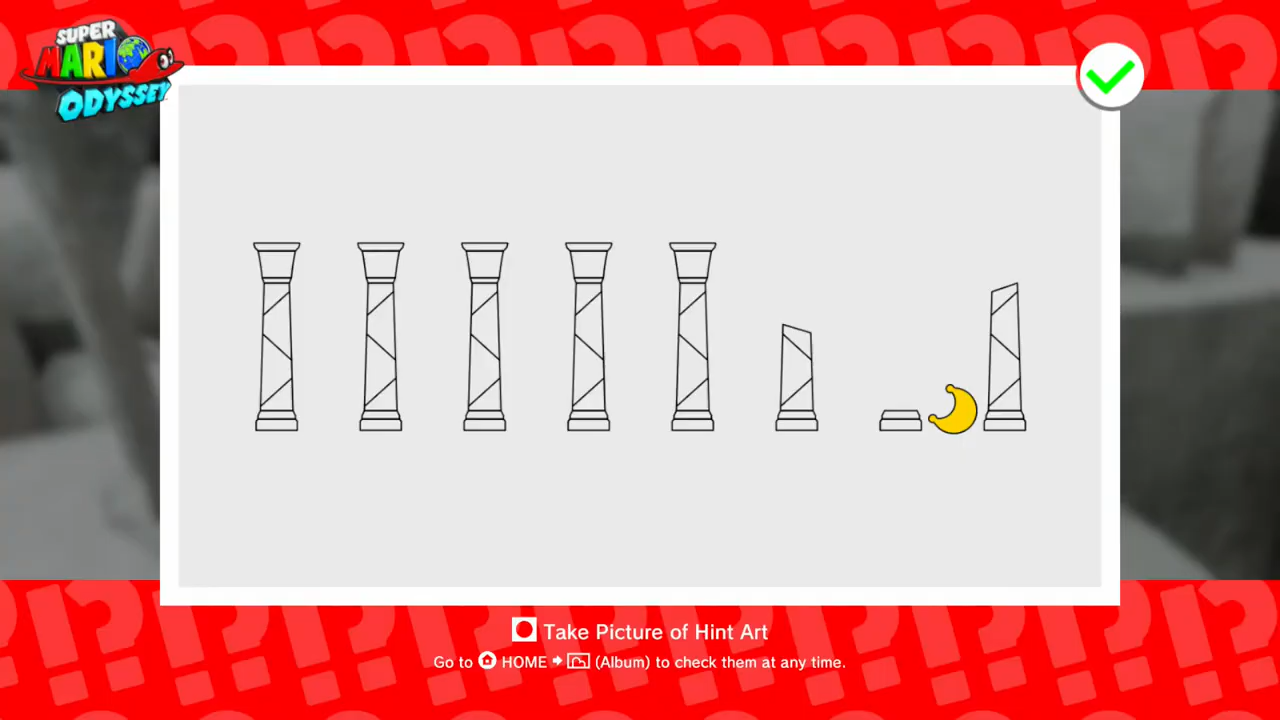 SUPER
MARIO
ODYSSEY
Take Picture of Hint Art
Go to HOME (Album) to check them at any time.